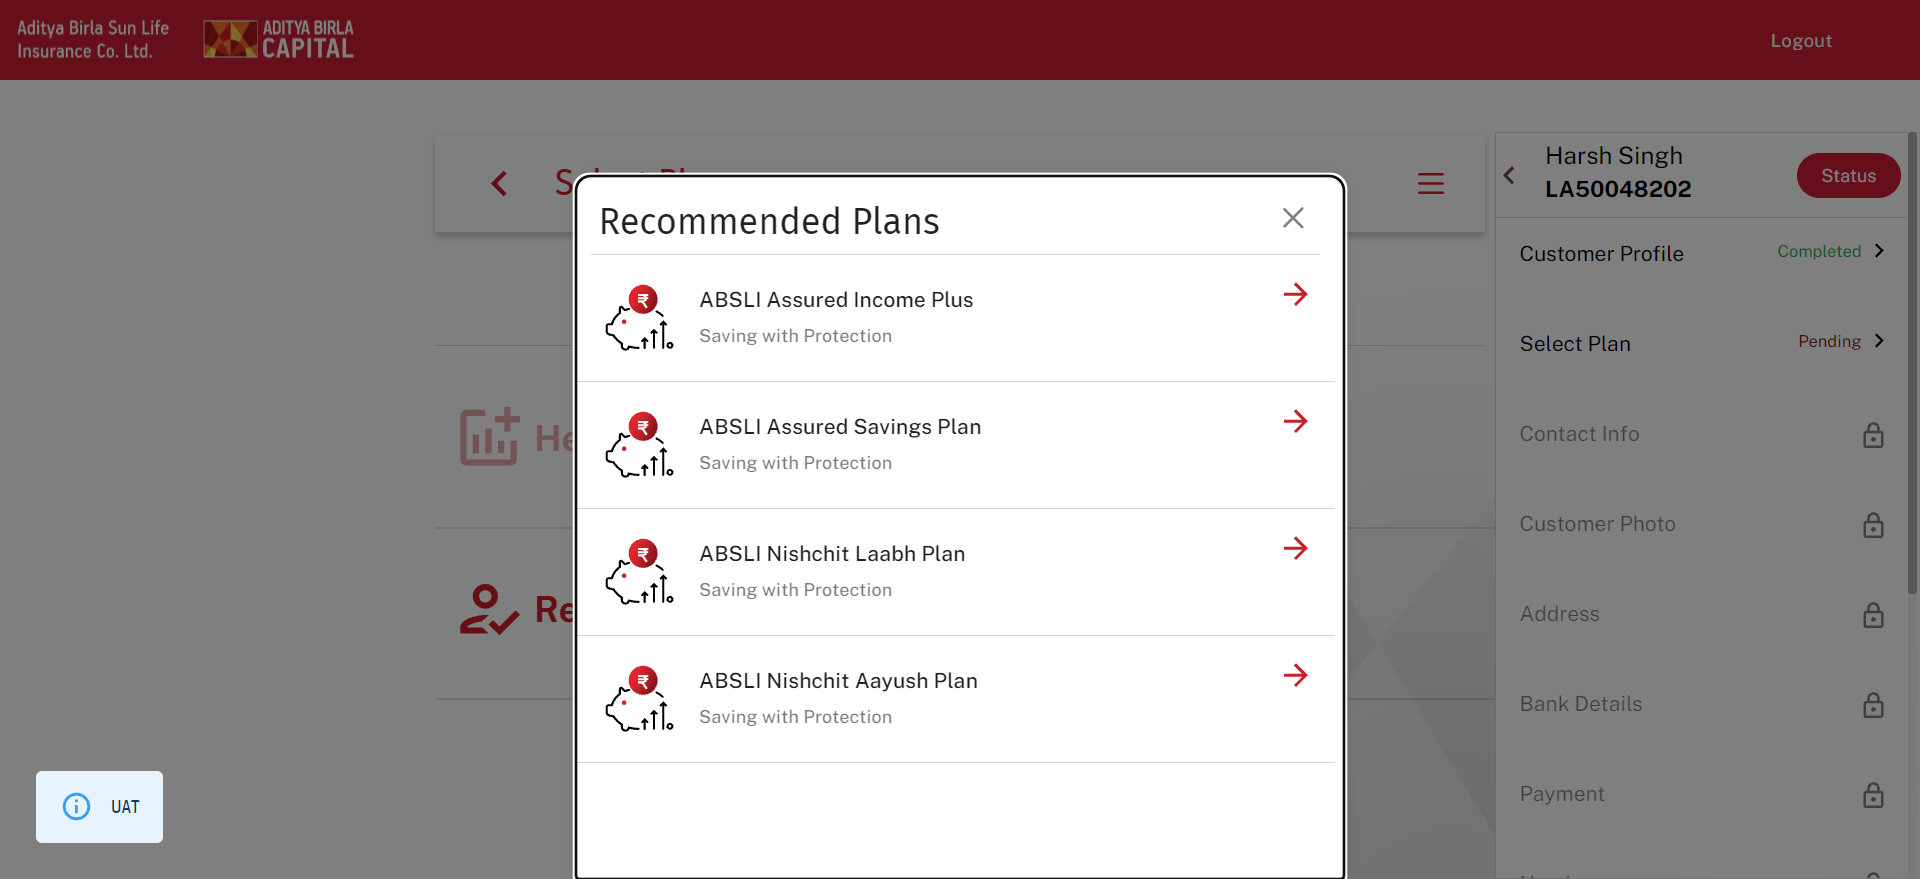 Aditya Birla Sun Life
Insurance Co. Ltd.
ADITYA BIRLA
CAPITAL
Logout
Recommended Plans
ABSLI Assured Income Plus
Saving with Protection
ABSLI Assured Savings Plan
Saving with Protection
ABSLI Nishchit Laabh Plan
Saving with Protection
ABSLI Nishchit Aayush Plan
Saving with Protection
He
Re
Harsh Singh
LA50048202
Status
Customer Profile
Completed
Select Plan
Pending
Contact Info
Customer Photo
Address
Bank Details
Payment
UAT